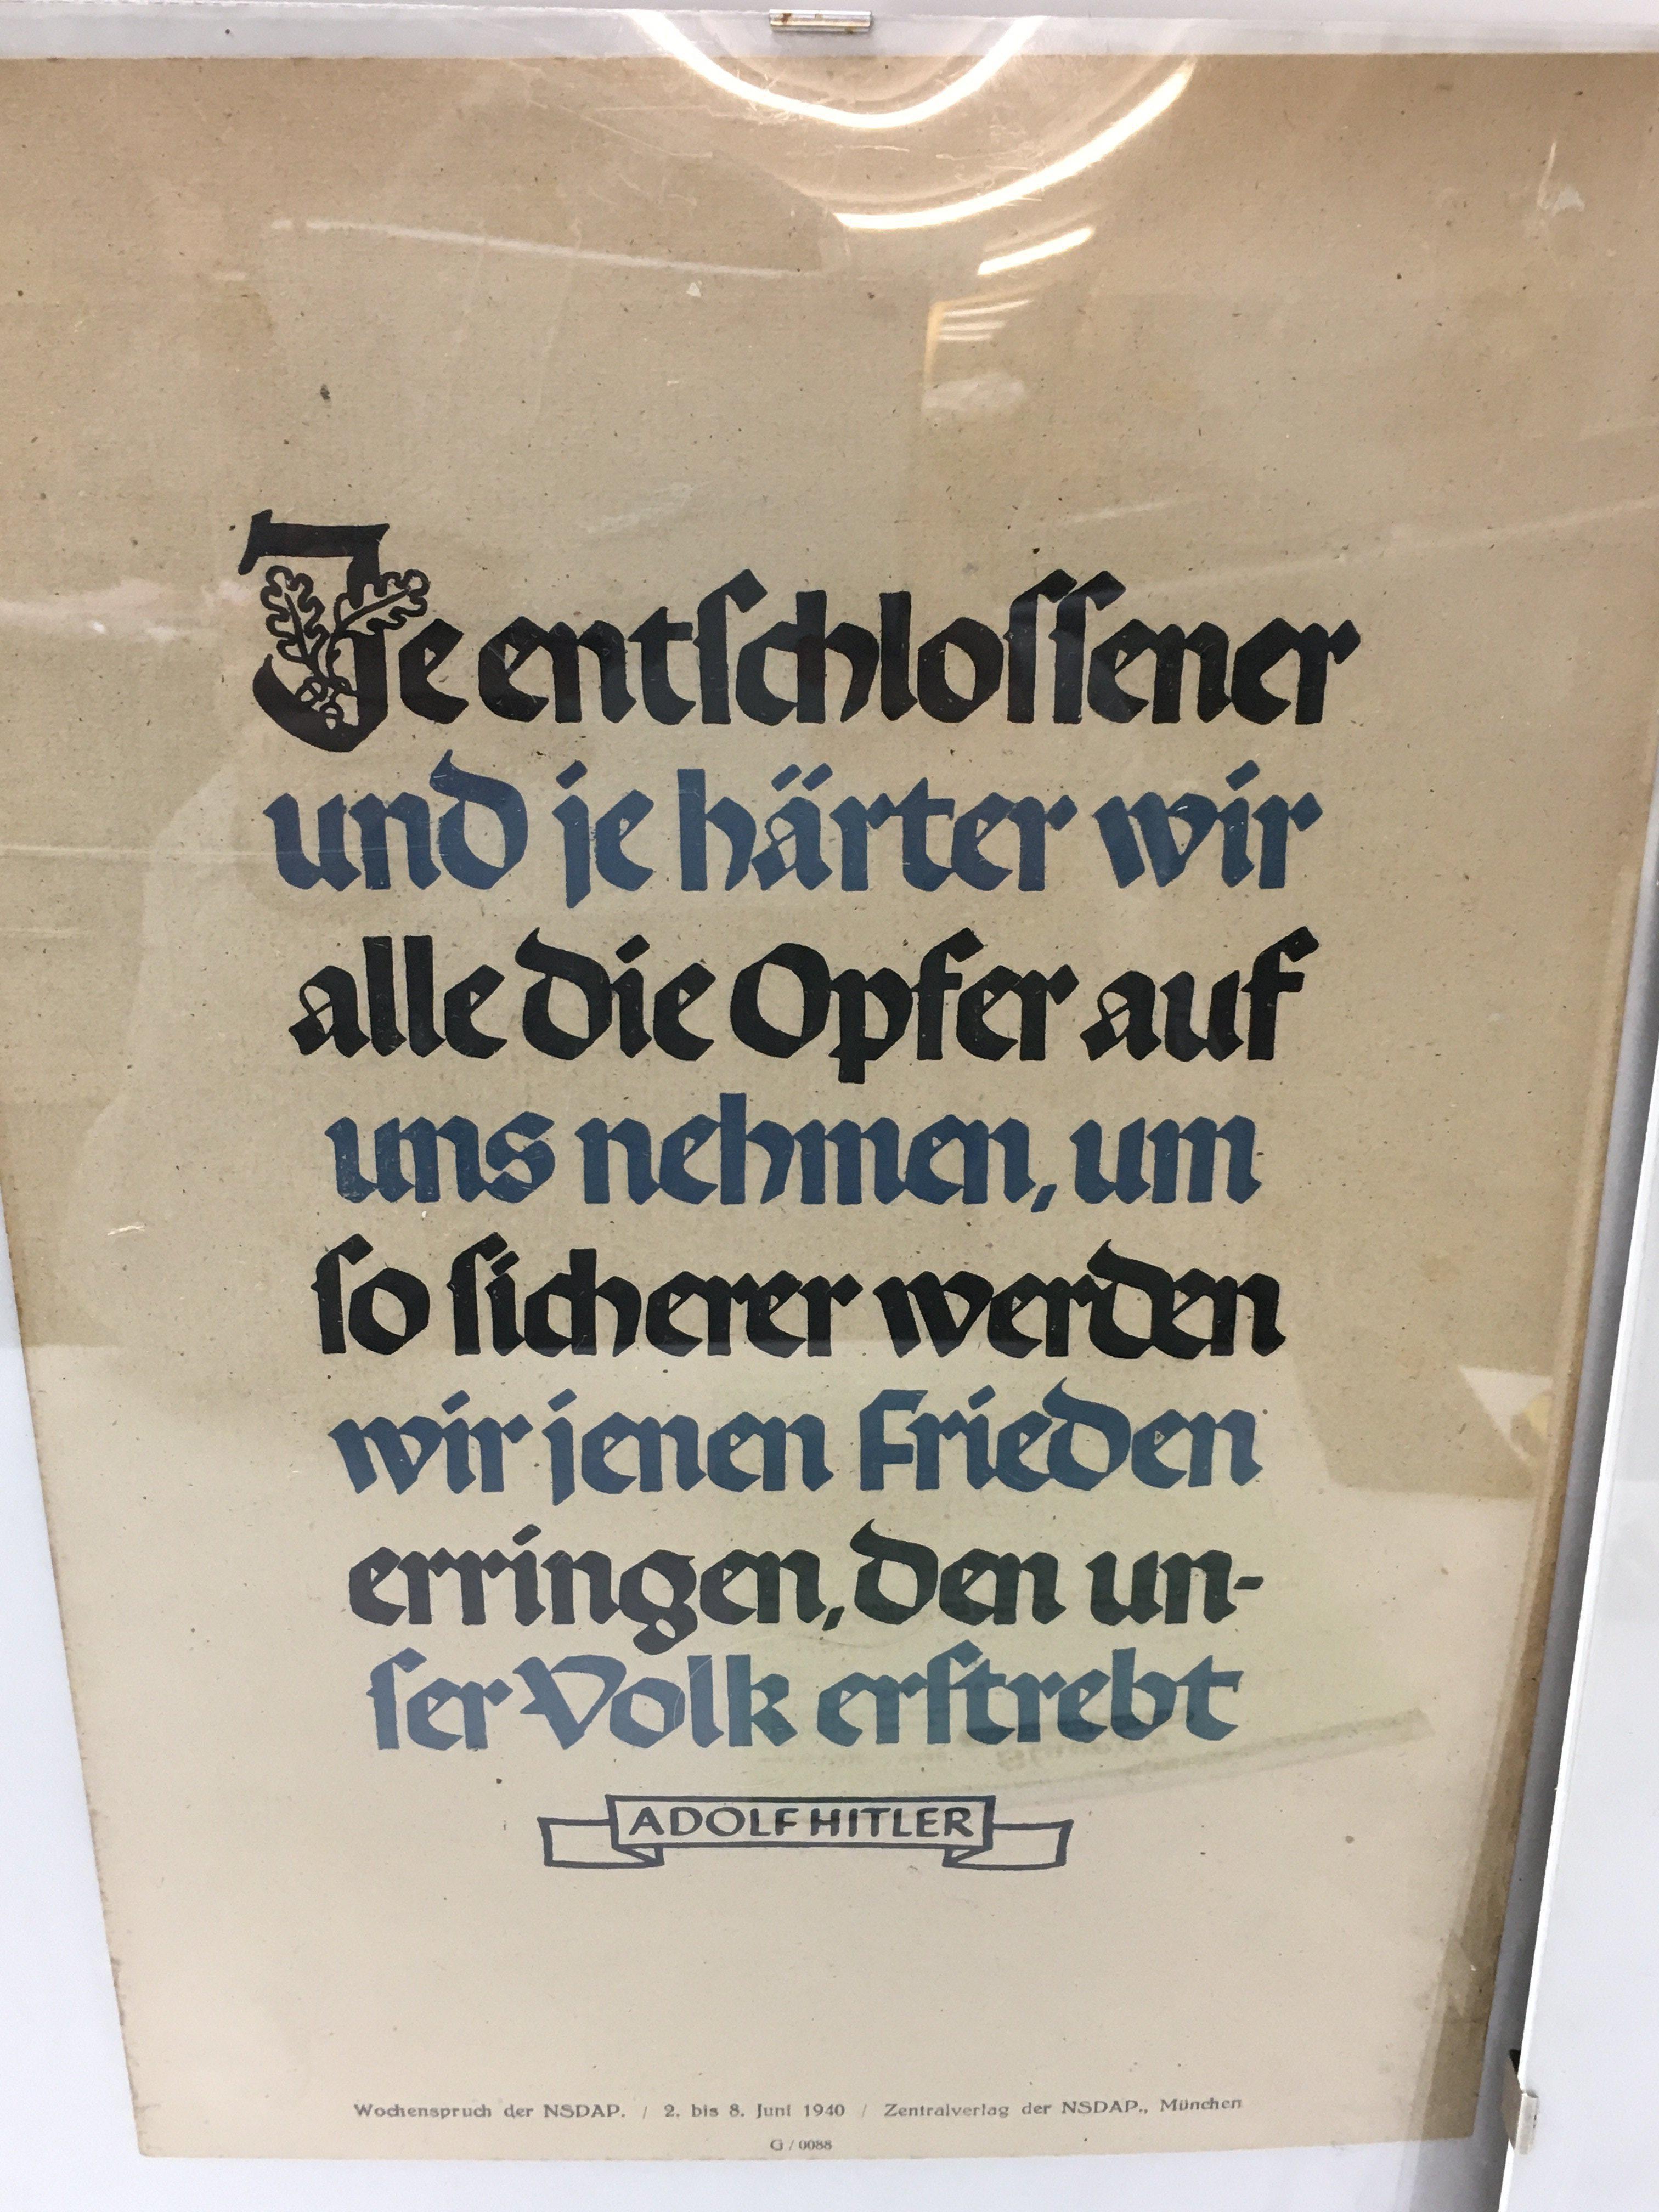 Je entschlossener
und je härter wir
alle die Opfer auf
uns nehmen, um
so sicherer werden
wir jenen Frieden
erringen, den un-
ser Volk erstrebt
ADOLF HITLER
Wochenspruch der NSDAP. / 2. bis 8. Juni 1940 / Zentralverlag der NSDAP., München
G / 0088